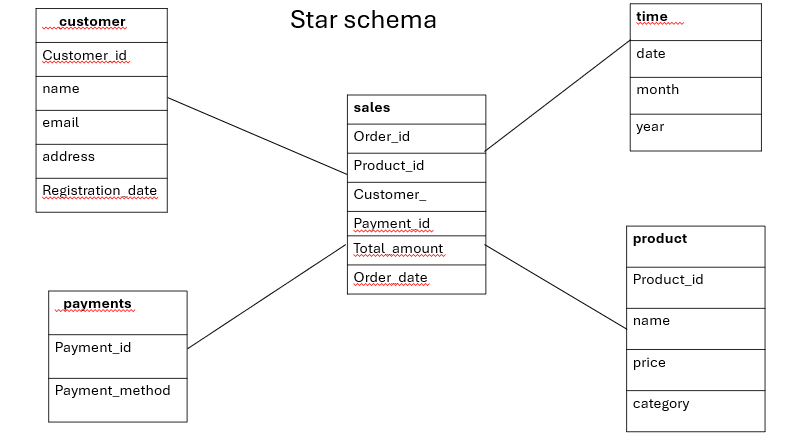 Star schema
customer
Customer_id
name
email
address
Registration_date
sales
Order_id
Product_id
Customer_
Payment_id
Total_amount
Order_date
time
date
month
year
payments
Payment_id
Payment_method
product
Product_id
name
price
category